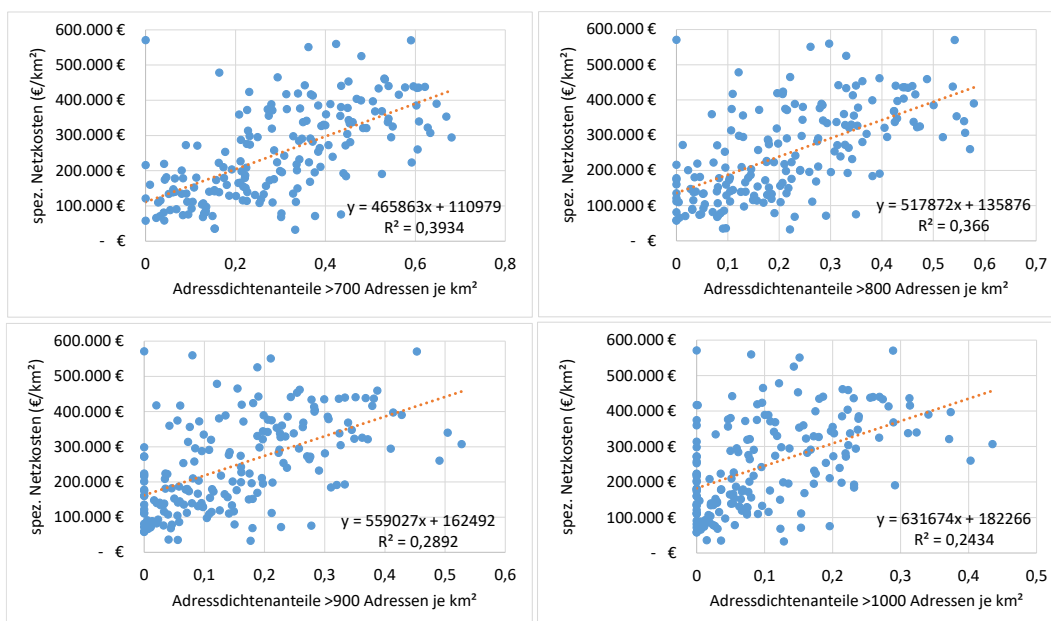 600.000 €
500.000 €
400.000 €
300.000 €
200.000 €
100.000 €
- €
spez. Netzkosten (€/km²)
y = 465863x + 110979
R² = 0,3934
0 0,2 0,4 0,6 0,8
Adressdichtenanteile >700 Adressen je km²
600.000 €
500.000 €
400.000 €
300.000 €
200.000 €
100.000 €
- €
spez. Netzkosten (€/km²)
y = 517872x + 135876
R² = 0,366
0 0,1 0,2 0,3 0,4 0,5 0,6 0,7
Adressdichtenanteile >800 Adressen je km²
600.000 €
500.000 €
400.000 €
300.000 €
200.000 €
100.000 €
- €
spez. Netzkosten (€/km²)
y = 559027x + 162492
R² = 0,2892
0 0,1 0,2 0,3 0,4 0,5 0,6
Adressdichtenanteile >900 Adressen je km²
600.000 €
500.000 €
400.000 €
300.000 €
200.000 €
100.000 €
- €
spez. Netzkosten (€/km²)
y = 631674x + 182266
R² = 0,2434
0 0,1 0,2 0,3 0,4 0,5
Adressdichtenanteile >1000 Adressen je km²